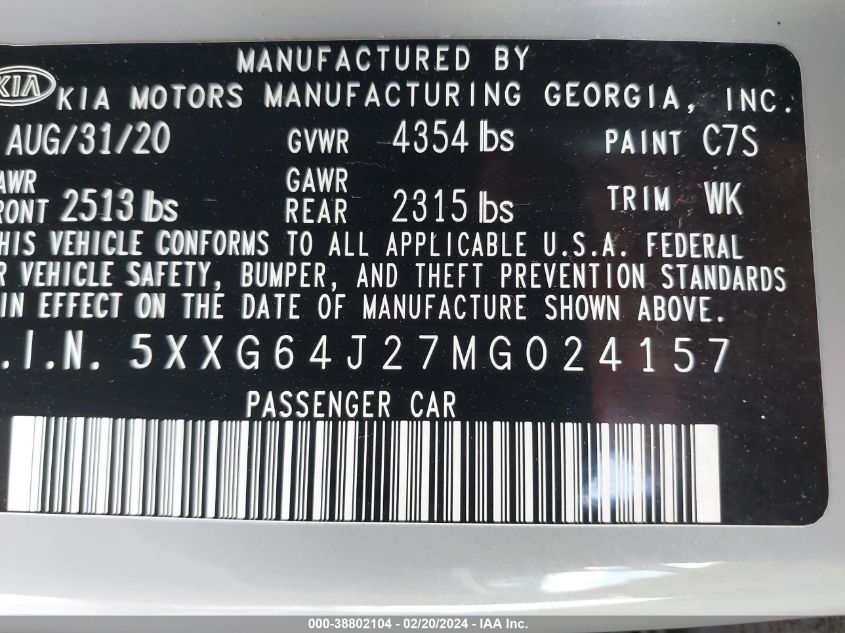 MANUFACTURED BY
KIA KIA MOTORS MANUFACTURING GEORGIA, INC.
AUG/31/20 GVWR 4354 lbs PAINT C7S
AWR GAWR
RONT 2513 lbs REAR 2315 lbs TRIM WK
HIS VEHICLE CONFORMS TO ALL APPLICABLE U.S.A. FEDERAL
R VEHICLE SAFETY, BUMPER, AND THEFT PREVENTION STANDARDS
IN EFFECT ON THE DATE OF MANUFACTURE SHOWN ABOVE.
.I.N. 5XXG64J27MG024157
PASSENGER CAR
000-38802104 - 02/20/2024 - IAA Inc.